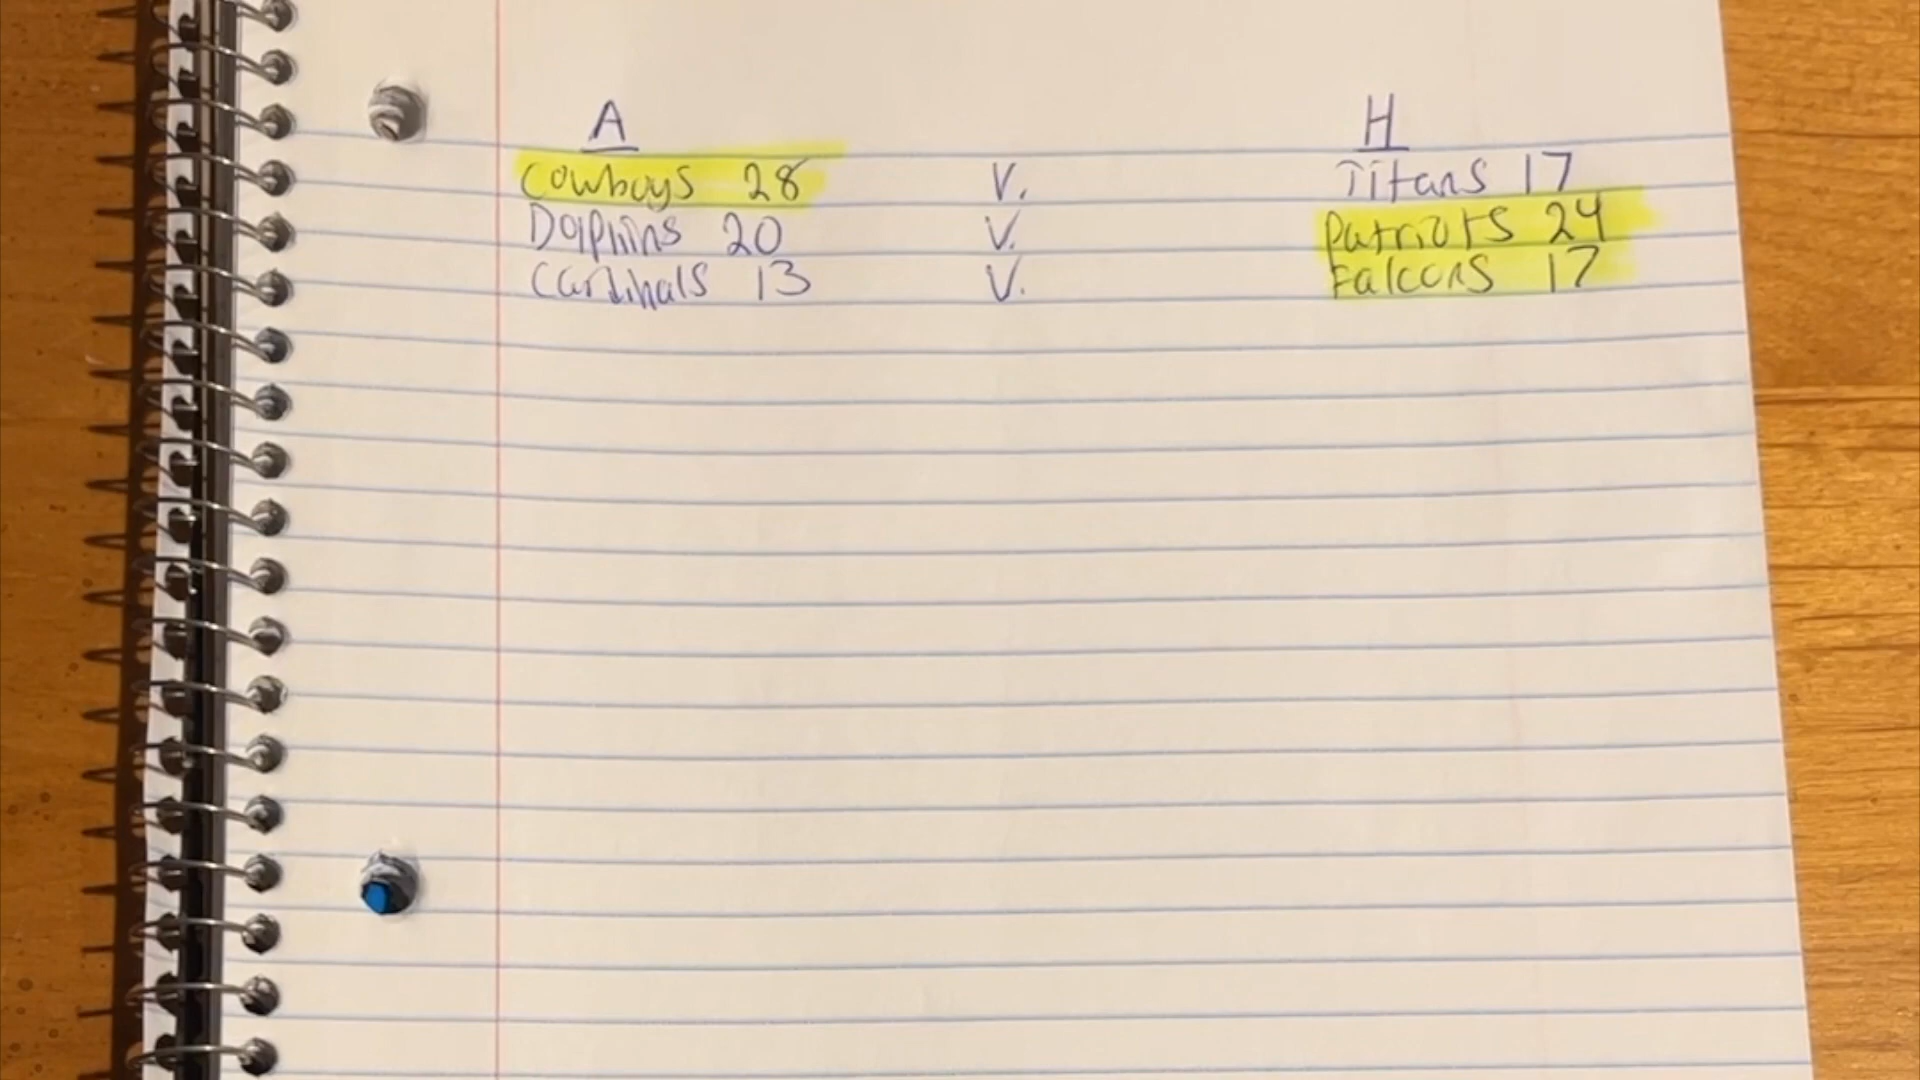 A H
Cowboys 28 V. Titans 17
Dolphins 20 V. Patriots 24
Cardinals 13 V. Falcons 17